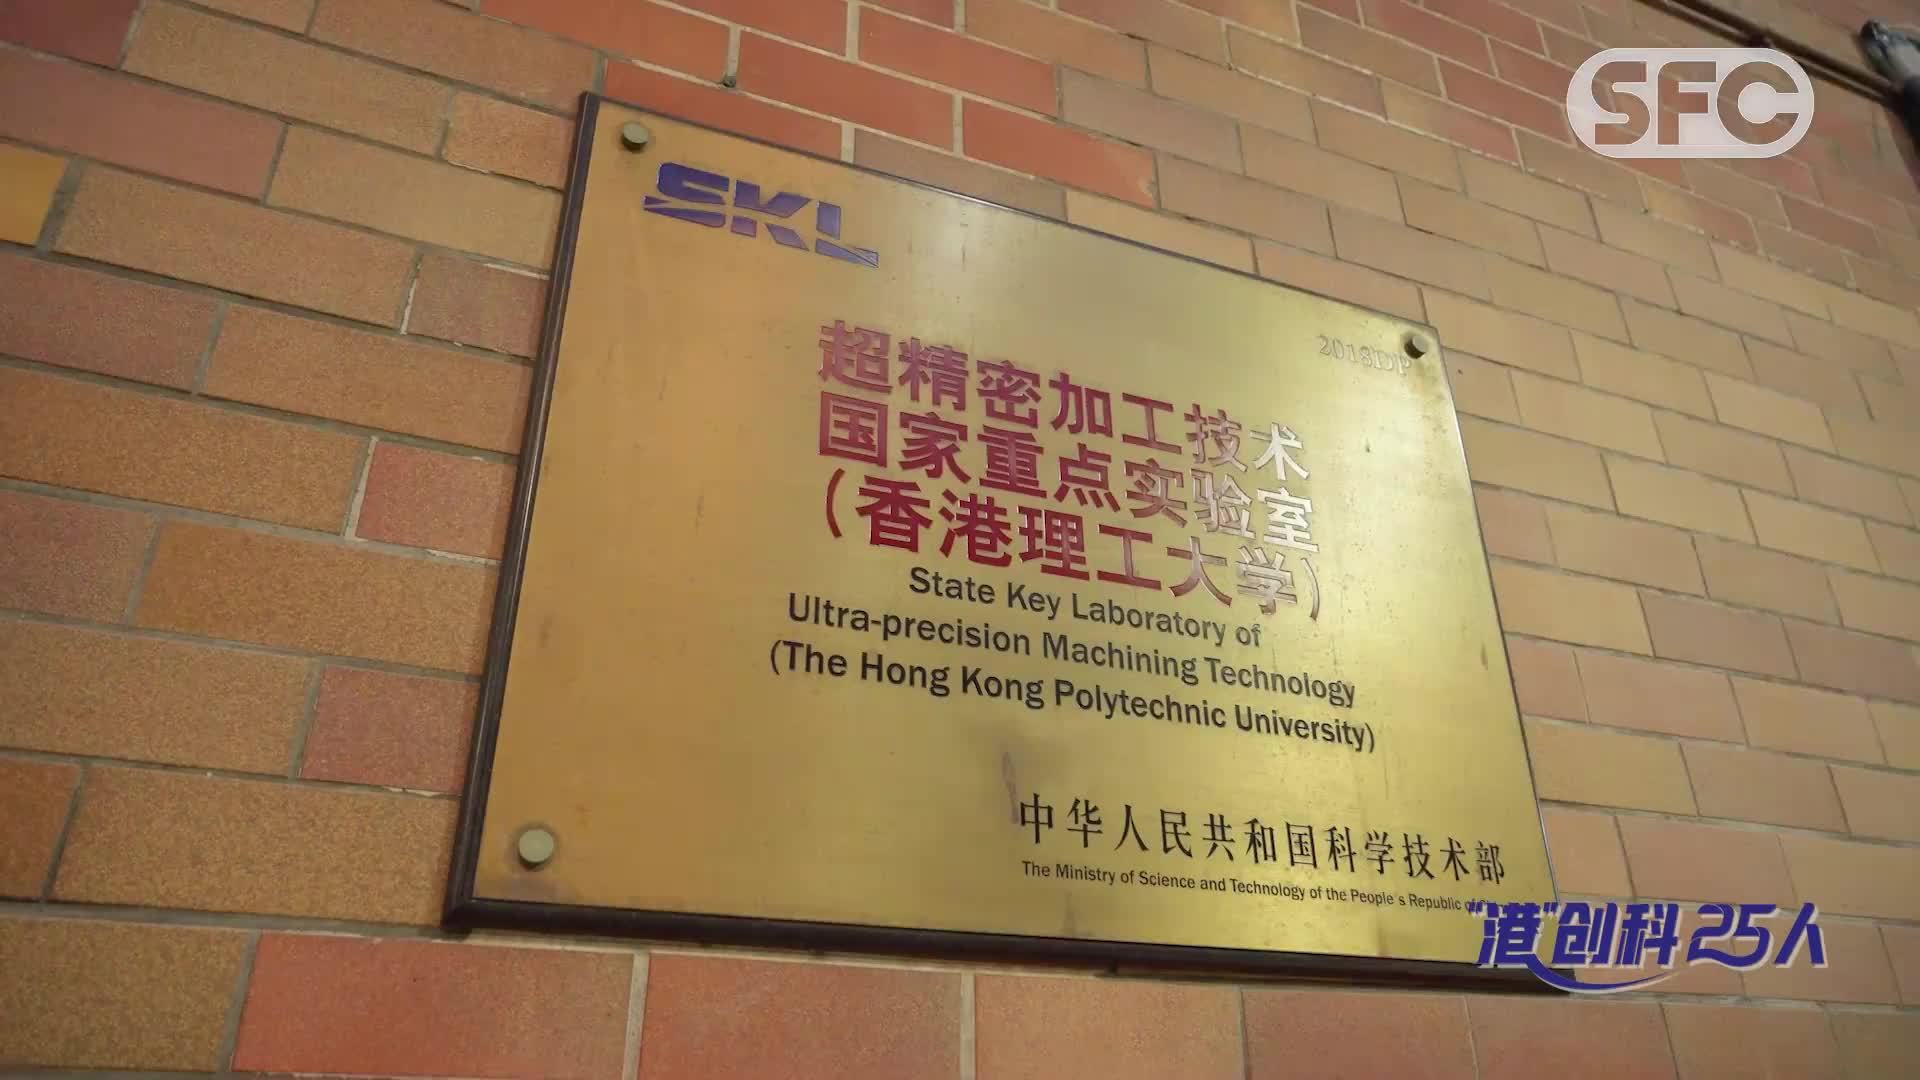 SFC
SKL
2018DP
超精密加工技术
国家重点实验室
（香港理工大学）
State Key Laboratory of
Ultra-precision Machining Technology
(The Hong Kong Polytechnic University)
中华人民共和国科学技术部
The Ministry of Science and Technology of the People's Republic of
"港"创科25人